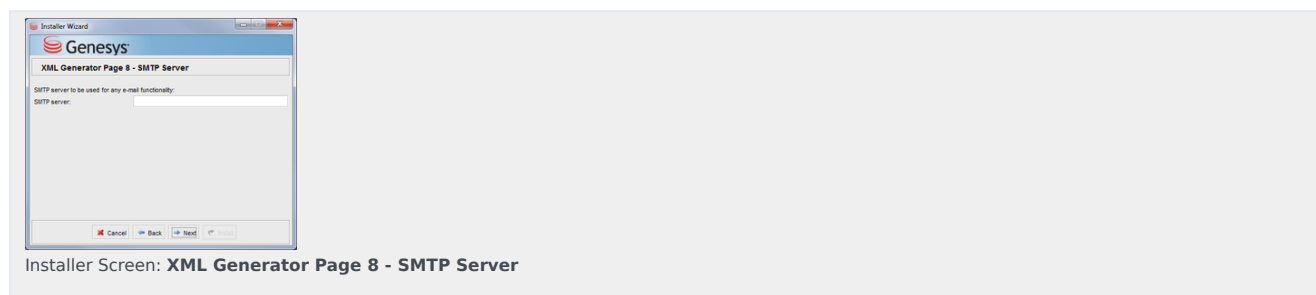 Installer Wizard
Genesys
XML Generator Page 8 - SMTP Server
SMTP server to be used for any e-mail functionality:
SMTP server:
Cancel Back Next Install
Installer Screen: XML Generator Page 8 - SMTP Server